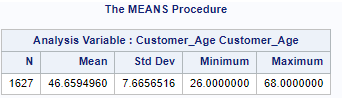 The MEANS Procedure
Analysis Variable : Customer_Age Customer_Age
N Mean Std Dev Minimum Maximum
1627 46.6594960 7.6656516 26.0000000 68.0000000